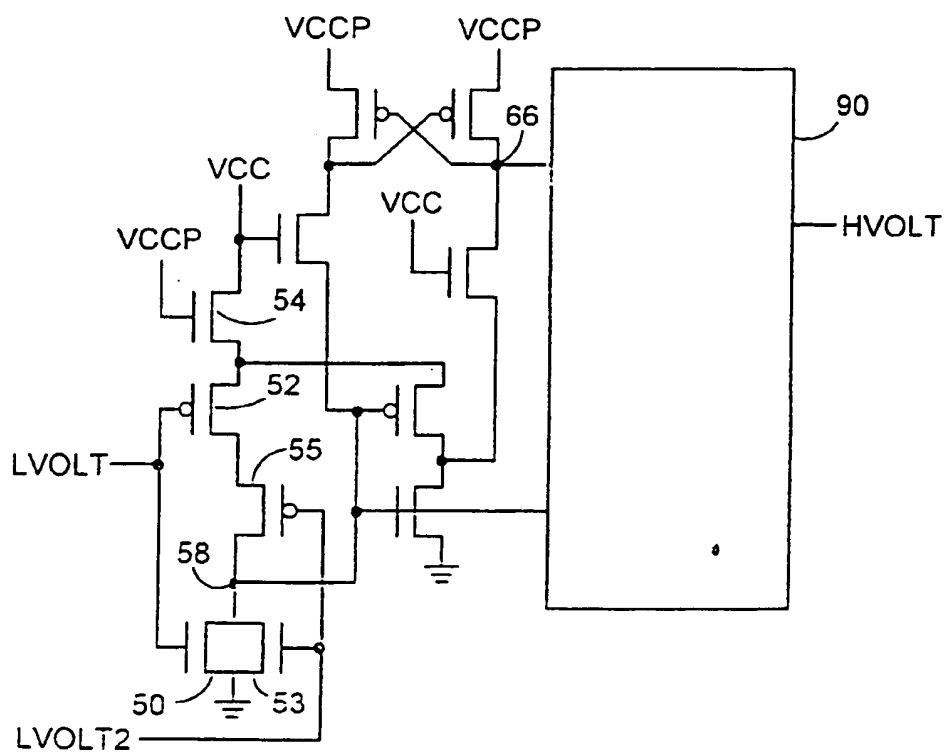 VCCP
VCCP
90
66
VCC
VCC
VCCP
HVOLT
54
52
LVOLT
55
58
50
53
LVOLT2